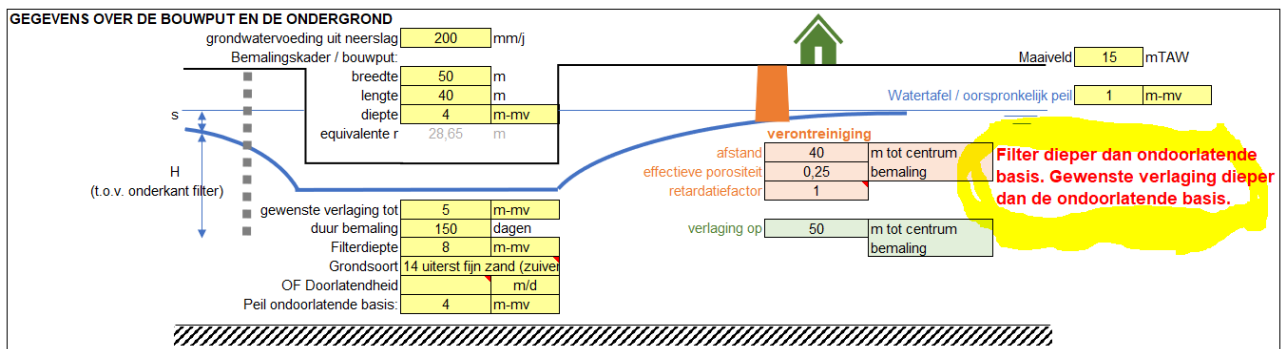 GEGEVENS OVER DE BOUWPUT EN DE ONDERGROND
grondwatervoeding uit neerslag 200 mm/j
Bemalingskader / bouwput:
Maaiveld 15 mTAW
breedte 50 m
lengte 40 m
Watertafel / oorspronkelijk peil 1 m-mv
diepte 4 m-mv
s
equivalente r 28,65 m
verontreiniging
afstand 40 m tot centrum bemaling
effectieve porositeit 0,25
retardatiefactor 1
Filter dieper dan ondoorlatende
basis. Gewenste verlaging dieper
dan de ondoorlatende basis.
H
(t.o.v. onderkant filter)
gewenste verlaging tot 5 m-mv
duur bemaling 150 dagen
verlaging op 50 m tot centrum bemaling
Filterdiepte 8 m-mv
Grondsoort 14 uiterst fijn zand (zuiver
OF Doorlatendheid m/d
Peil ondoorlatende basis: 4 m-mv